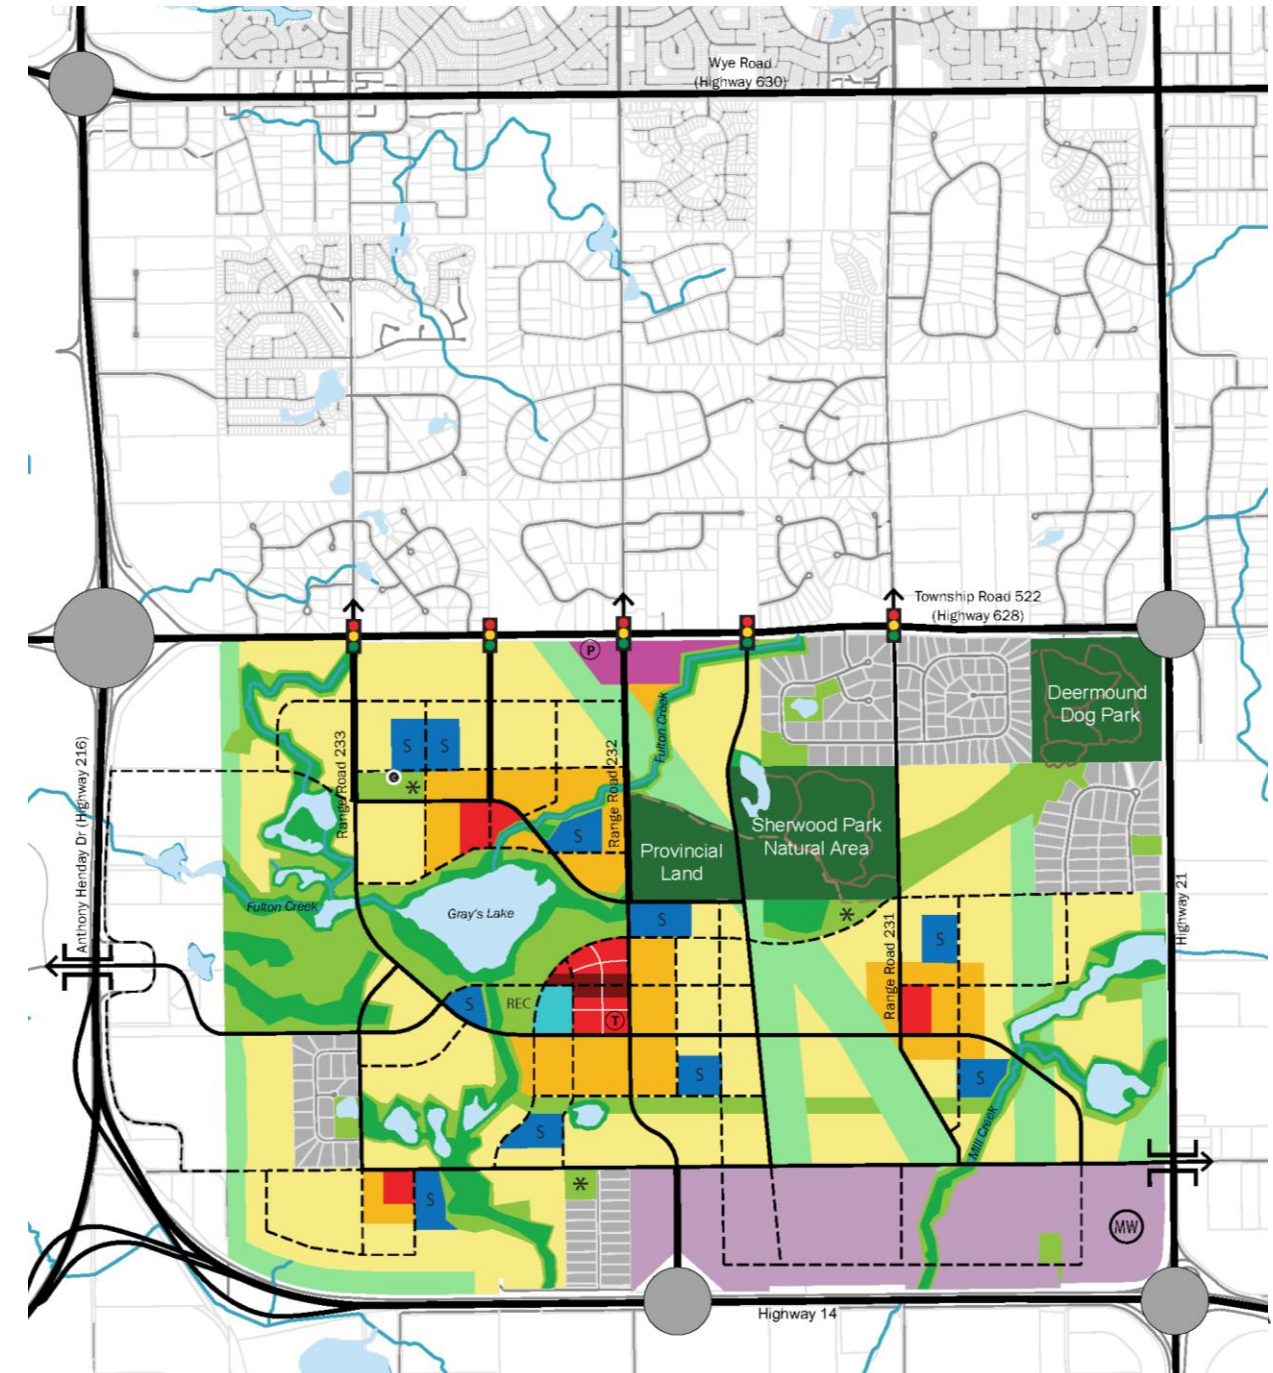 Wye Road
(Highway 630)
Township Road 522
(Highway 628)
P
Deermound
Dog Park
Fulton Creek
Anthony Henday Dr (Highway 216)
Range Road 233
S S
Range Road 232
C
*
S
Sherwood Park
Natural Area
Provincial
Land
Fulton Creek
Gray's Lake
S
*
Highway 21
Range Road 231
S
S
REC
T
S
S
S
Mill Creek
*
S
MW
Highway 14